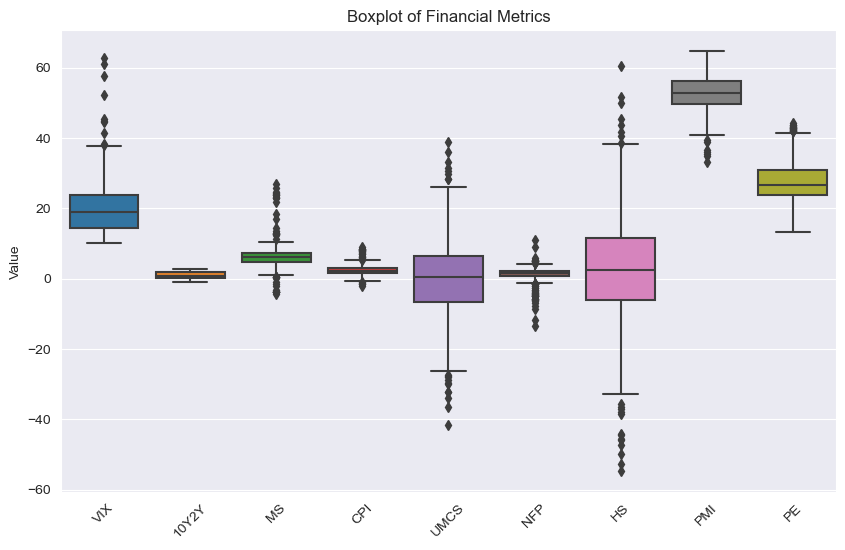 Boxplot of Financial Metrics
Value
60
40
20
0
−20
−40
−60
VIX
10Y2Y
MS
CPI
UMCS
NFP
HS
PMI
PE